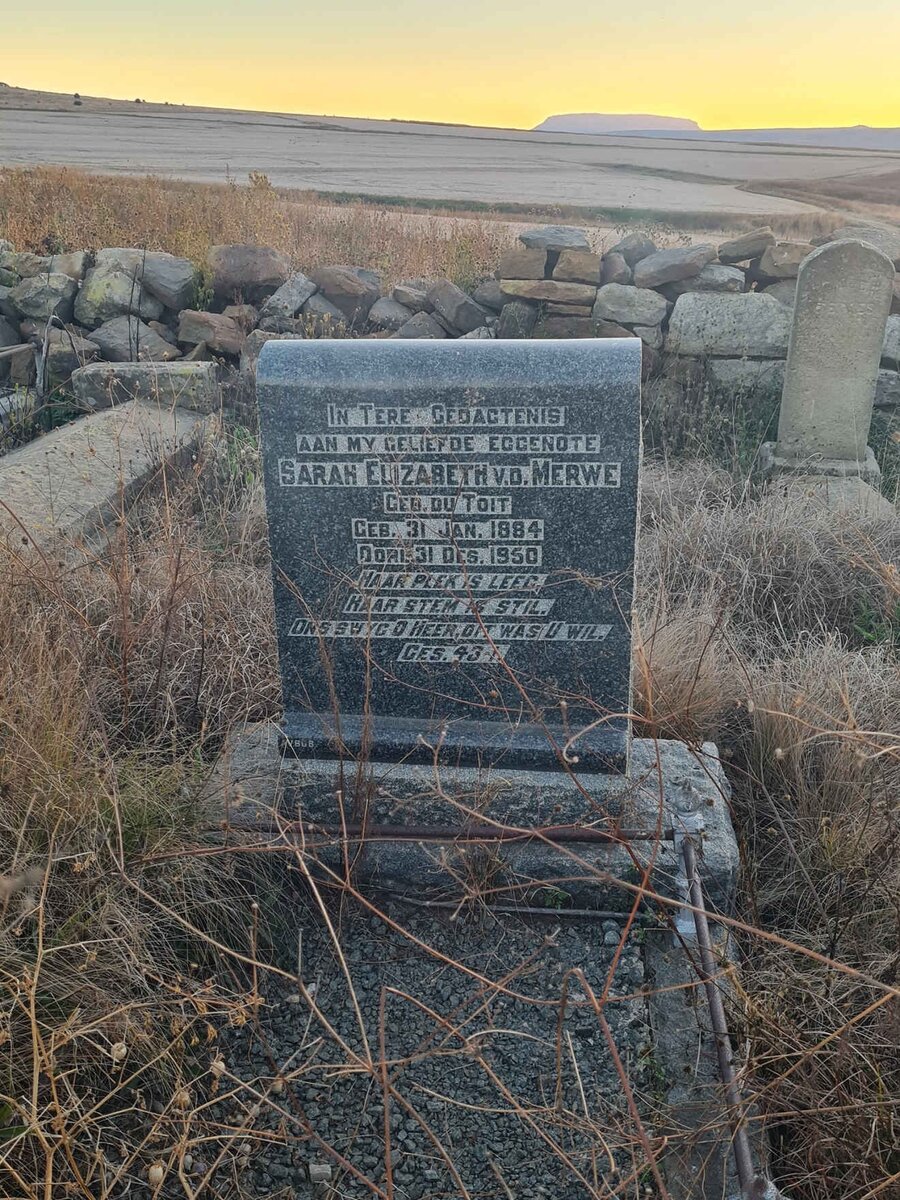 IN TERE GEDAGTENIS
AAN MY GELIEFDE EGGENOTE
SARAH ELIZABETH V.D. MERWE
GEB. DU TOIT
GEB. 31 JAN. 1884
OORL. 31 DES. 1950
HAAR PLEK IS LEEG,
HAAR STEM IS STIL,
ONS SWYG O HEER, DIT WAS U WIL.
GES.